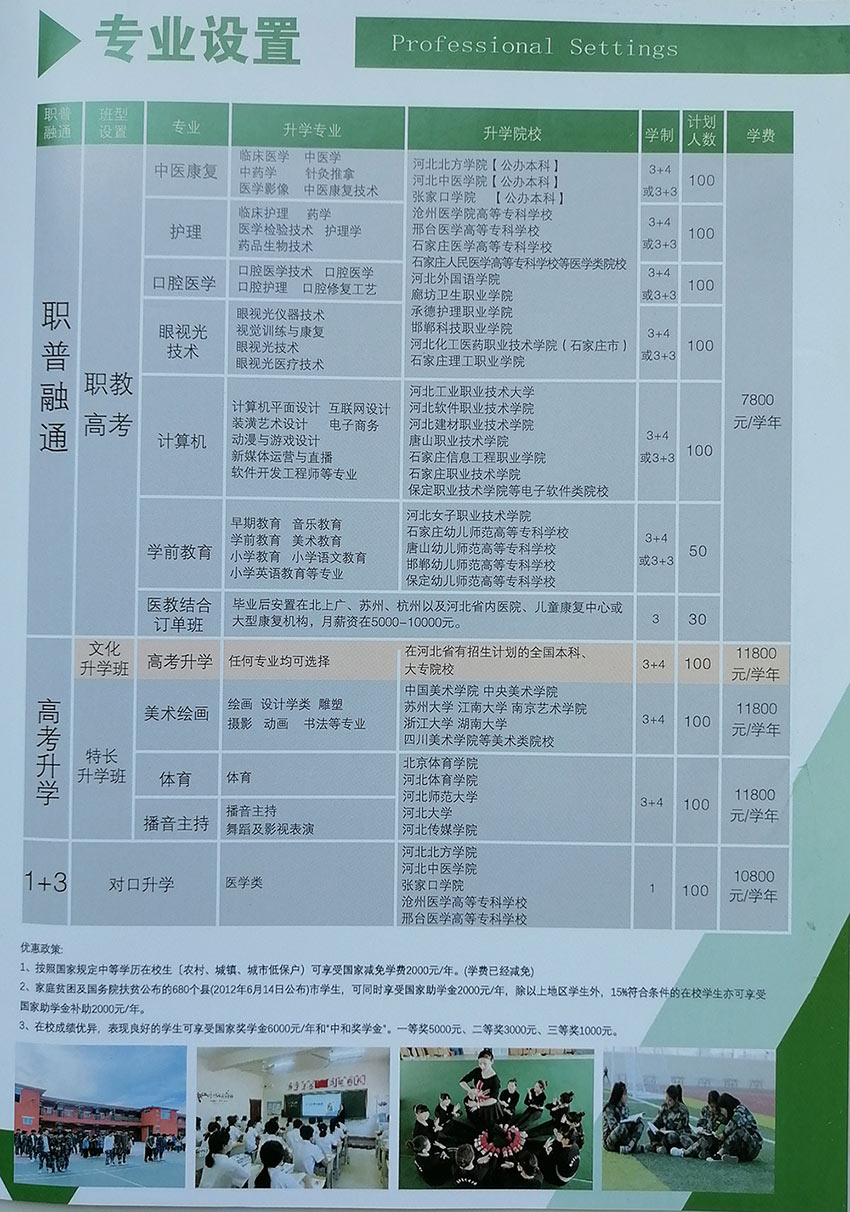 专业设置
Professional Settings
职普融通 班型设置 专业 升学专业 升学院校 学制 计划人数 学费
职普融通
职教高考
中医康复
临床医学 中医学
中药学 针灸推拿
医学影像 中医康复技术
3+4
或3+3
100
护理
临床护理 药学
医学检验技术 护理学
药品生物技术
3+4
或3+3
100
口腔医学
口腔医学技术 口腔医学
口腔护理 口腔修复工艺
3+4
或3+3
100
眼视光
技术
眼视光仪器技术
视觉训练与康复
眼视光技术
眼视光医疗技术
3+4
或3+3
100
河北北方学院【公办本科】
河北中医学院【公办本科】
张家口学院 【公办本科】
沧州医学院高等专科学校
邢台医学高等专科学校
石家庄医学高等专科学校
石家庄人民医学高等专科学校等医学类院校
河北外国语学院
廊坊卫生职业学院
承德护理职业学院
邯郸科技职业学院
河北化工医药职业技术学院（石家庄市）
石家庄理工职业学院
7800
元/学年
计算机
计算机平面设计 互联网设计
装潢艺术设计 电子商务
动漫与游戏设计
新媒体运营与直播
软件开发工程师等专业
河北工业职业技术大学
河北软件职业技术学院
河北建材职业技术学院
唐山职业技术学院
石家庄信息工程职业学院
石家庄职业技术学院
保定职业技术学院等电子软件类院校
3+4
或3+3
100
学前教育
早期教育 音乐教育
学前教育 美术教育
小学教育 小学语文教育
小学英语教育等专业
河北女子职业技术学院
石家庄幼儿师范高等专科学校
唐山幼儿师范高等专科学校
邯郸幼儿师范高等专科学校
保定幼儿师范高等专科学校
3+4
或3+3
50
医教结合
订单班
毕业后安置在北上广、苏州、杭州以及河北省内医院、儿童康复中心或
大型康复机构，月薪资在5000-10000元。
3
30
高考升学
文化
升学班
高考升学
任何专业均可选择
在河北省有招生计划的全国本科、
大专院校
3+4
100
11800
元/学年
特长
升学班
美术绘画
绘画 设计学类 雕塑
摄影 动画 书法等专业
中国美术学院 中央美术学院
苏州大学 江南大学 南京艺术学院
浙江大学 湖南大学
四川美术学院等美术类院校
3+4
100
11800
元/学年
体育
体育
播音主持
播音主持
舞蹈及影视表演
北京体育学院
河北体育学院
河北师范大学
河北大学
河北传媒学院
3+4
100
11800
元/学年
1+3
对口升学
医学类
河北北方学院
河北中医学院
张家口学院
沧州医学高等专科学校
邢台医学高等专科学校
1
100
10800
元/学年
优惠政策:
1、按照国家规定中等学历在校生〔农村、城镇、城市低保户）可享受国家减免学费2000元/年。(学费已经减免)
2、家庭贫困及国务院扶贫公布的680个县(2012年6月14日公布)市学生，可同时享受国家助学金2000元/年，除以上地区学生外，15%符合条件的在校学生亦可享受
国家助学金补助2000元/年。
3、在校成绩优异，表现良好的学生可享受国家奖学金6000元/年和“中和奖学金”。一等奖5000元、二等奖3000元、三等奖1000元。